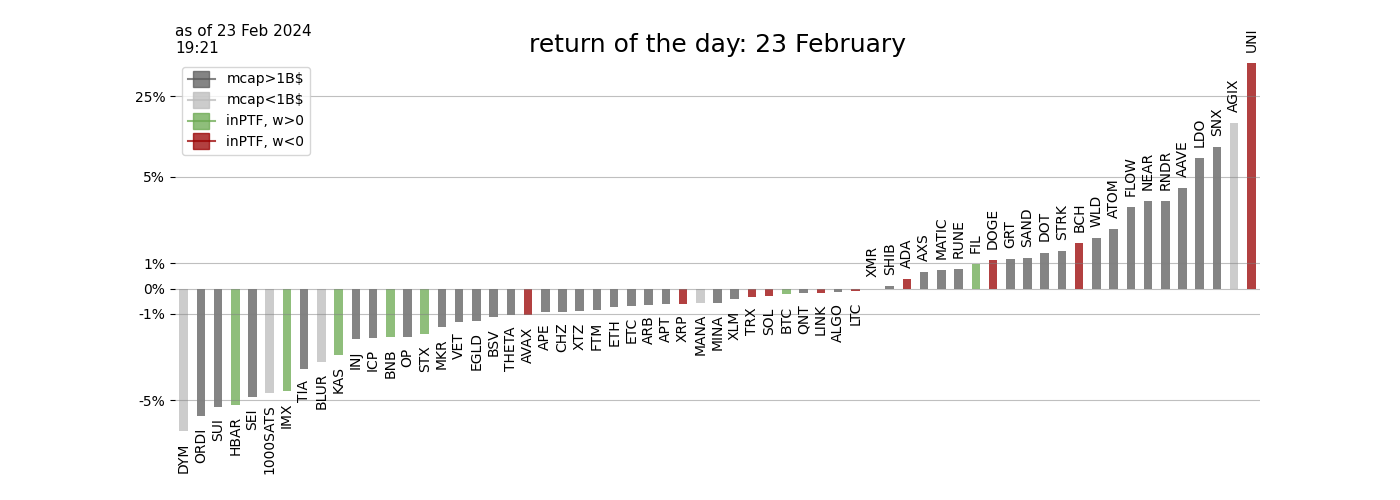 as of 23 Feb 2024
19:21
return of the day: 23 February
mcap>1B$
mcap<1B$
inPTF, w>0
inPTF, w<0
25%
5%
1%
0%
-1%
-5%
DYM
ORDI
SUI
HBAR
SEI
1000SATS
IMX
TIA
BLUR
KAS
INJ
ICP
BNB
OP
STX
MKR
VET
EGLD
BSV
THETA
AVAX
APE
CHZ
XTZ
FTM
ETH
ETC
ARB
APT
XRP
MANA
MINA
XLM
TRX
SOL
BTC
QNT
LINK
ALGO
LTC
XMR
SHIB
ADA
AXS
MATIC
RUNE
FIL
DOGE
GRT
SAND
DOT
STRK
BCH
WLD
ATOM
FLOW
NEAR
RNDR
AAVE
LDO
SNX
AGIX
UNI